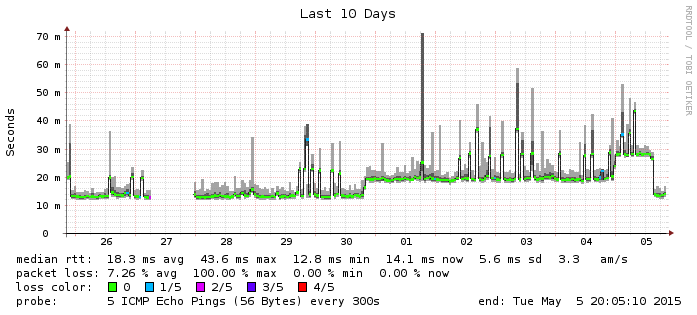 Last 10 Days
RRDTOOL / TOBI OETIKER
Seconds
70 m
60 m
50 m
40 m
30 m
20 m
10 m
0
26 27 28 29 30 01 02 03 04 05
median rtt: 18.3 ms avg 43.6 ms max 12.8 ms min 14.1 ms now 5.6 ms sd 3.3 am/s
packet loss: 7.26 % avg 100.00 % max 0.00 % min 0.00 % now
loss color: 0 1/5 2/5 3/5 4/5
probe: 5 ICMP Echo Pings (56 Bytes) every 300s end: Tue May 5 20:05:10 2015